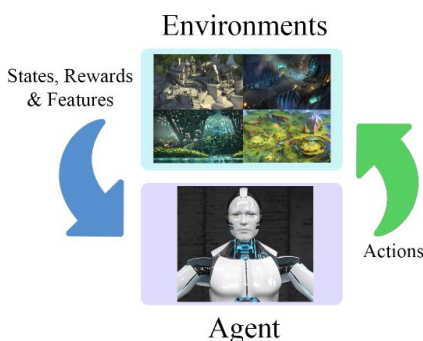 Environments
States, Rewards
& Features
Actions
Agent